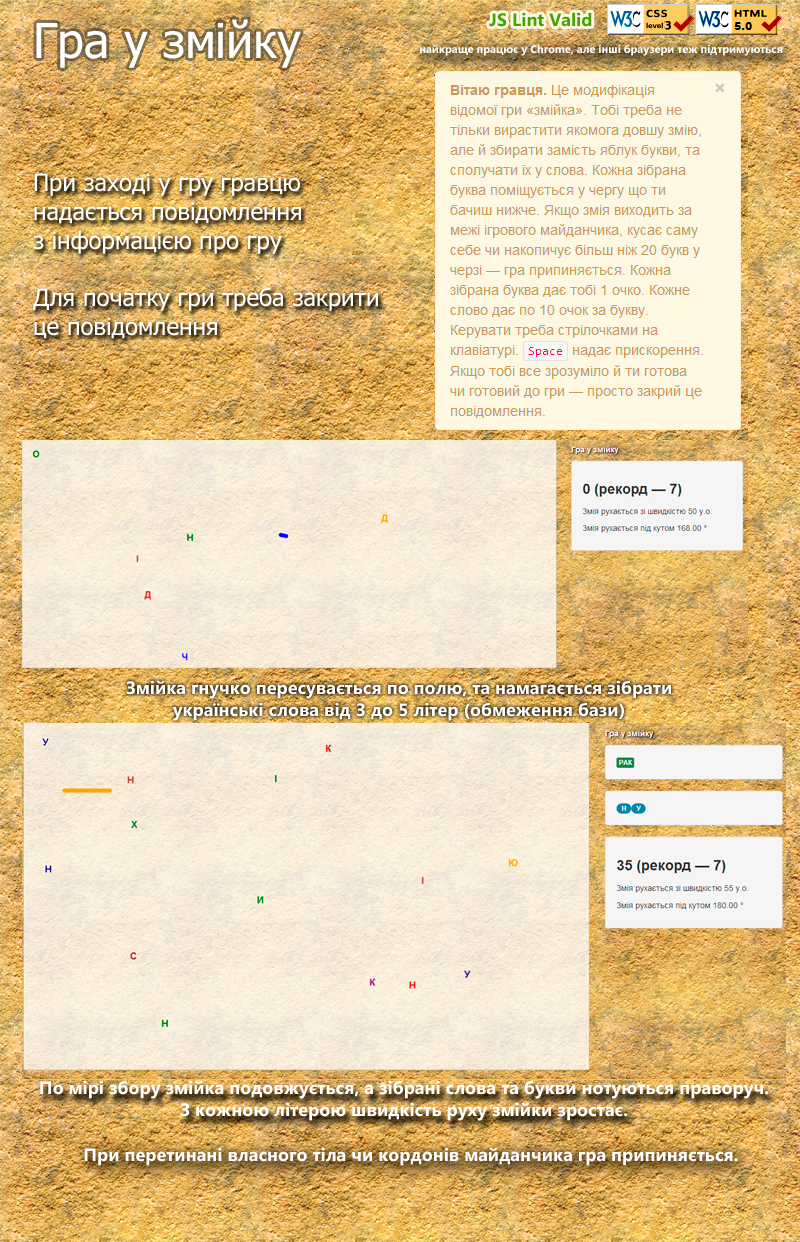 Гра у змійку
JS Lint Valid
W3C CSS level 3
W3C HTML 5.0
найкраще працює у Chrome, але інші браузери теж підтримуються
При заході у гру гравцю
надається повідомлення
з інформацією про гру
Для початку гри треба закрити
це повідомлення
Вітаю гравця. Це модифікація ×
відомої гри «змійка». Тобі треба не
тільки вирастити якомога довшу змію,
але й збирати замість яблук букви, та
сполучати їх у слова. Кожна зібрана
буква поміщується у чергу що ти
бачиш нижче. Якщо змія виходить за
межі ігрового майданчика, кусає саму
себе чи накопичує більш ніж 20 букв у
черзі — гра припиняється. Кожна
зібрана буква дає тобі 1 очко. Кожне
слово дає по 10 очок за букву.
Керувати треба стрілочками на
клавіатурі. Space надає прискорення.
Якщо тобі все зрозуміло й ти готова
чи готовий до гри — просто закрий це
повідомлення.
О
Д
Н
І
Д
Ч
Гра у змійку
0 (рекорд — 7)
Змія рухається зі швидкістю 50 у.о.
Змія рухається під кутом 168.00 °
Змійка гнучко пересувається по полю, та намагається зібрати
українські слова від 3 до 5 літер (обмеження бази)
У
К
Н
І
Х
Н
Ю
І
И
С
У
К
Н
Н
Гра у змійку
РАК
Н У
35 (рекорд — 7)
Змія рухається зі швидкістю 55 у.о.
Змія рухається під кутом 180.00 °
По мірі збору змійка подовжується, а зібрані слова та букви нотуються праворуч.
З кожною літерою швидкість руху змійки зростає.
При перетинані власного тіла чи кордонів майданчика гра припиняється.